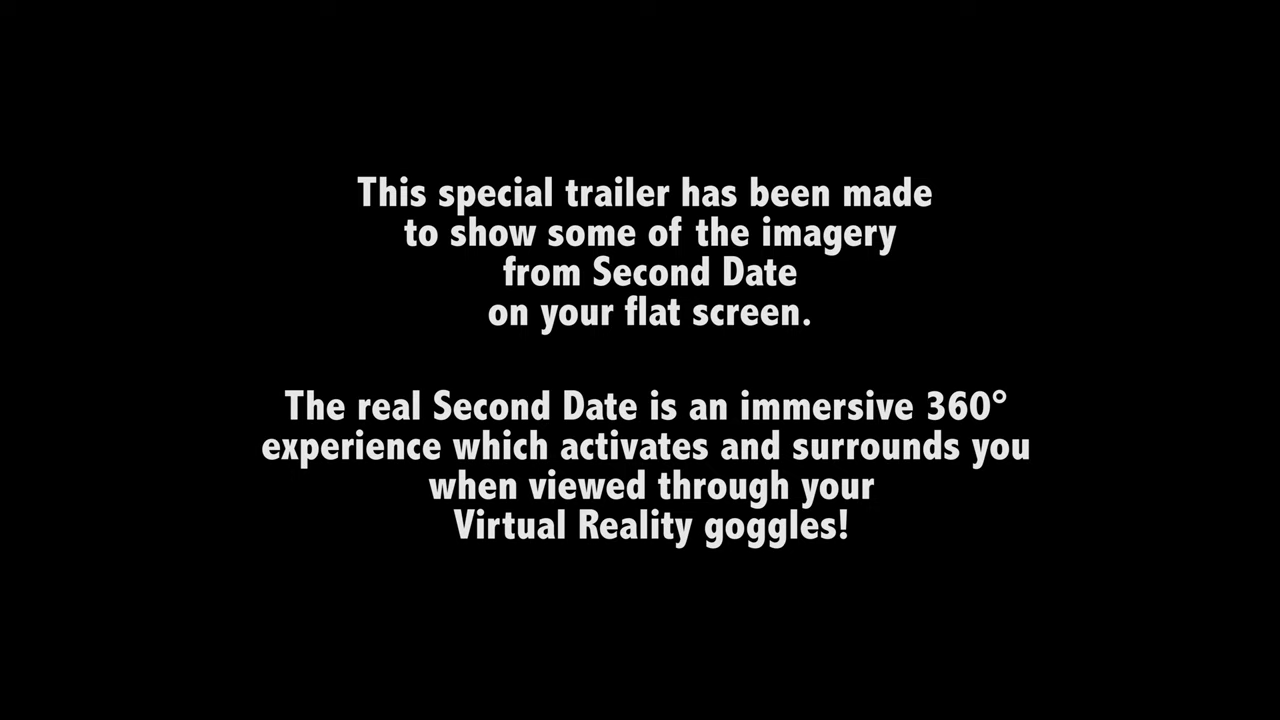 This special trailer has been made
to show some of the imagery
from Second Date
on your flat screen.
The real Second Date is an immersive 360°
experience which activates and surrounds you
when viewed through your
Virtual Reality goggles!